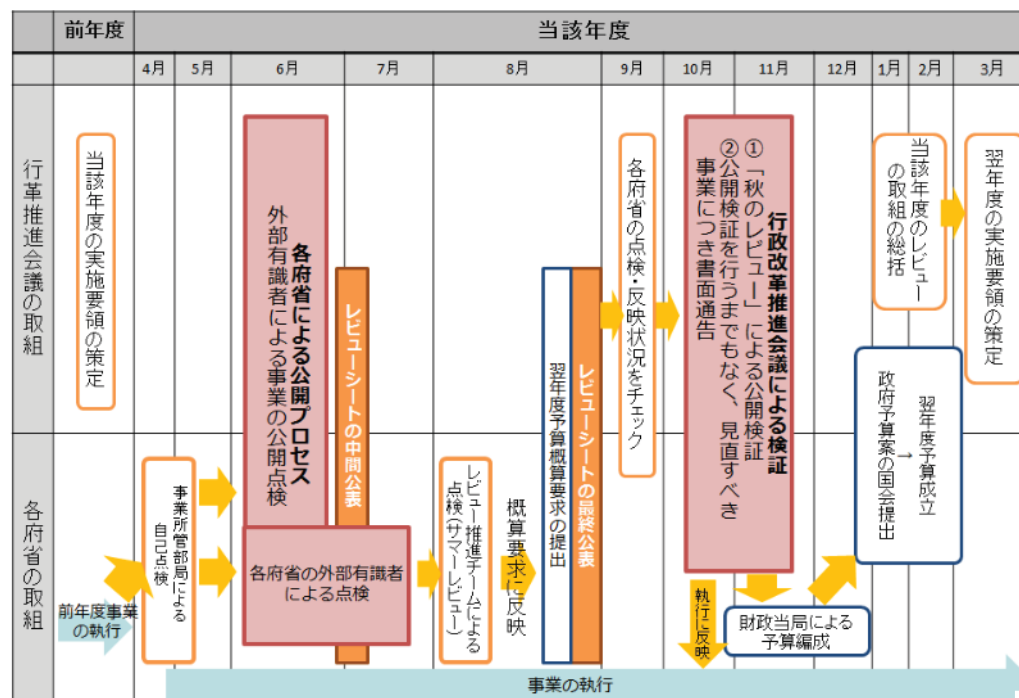 前年度
当該年度
4月
5月
6月
7月
8月
9月
10月
11月
12月
1月
2月
3月
行革推進会議の取組
各府省の取組
当該年度の実施要領の策定
前年度事業
の執行
事業所管部局による
自己点検
各府省による公開プロセス
外部有識者による事業の公開点検
各府省の外部有識者
による点検
レビューシートの中間公表
レビュー推進チームによる
点検(サマーレビュー)
概算要求に反映
翌年度予算概算要求の提出
レビューシートの最終公表
各府省の点検・反映状況をチェック
行政改革推進会議による検証
①「秋のレビュー」による公開検証
②公開検証を行うまでもなく、見直すべき
事業につき書面通告
執行に反映
財政当局による
予算編成
政府予算案の国会提出
→
翌年度予算成立
当該年度のレビュー
の取組の総括
翌年度の実施要領の策定
事業の執行